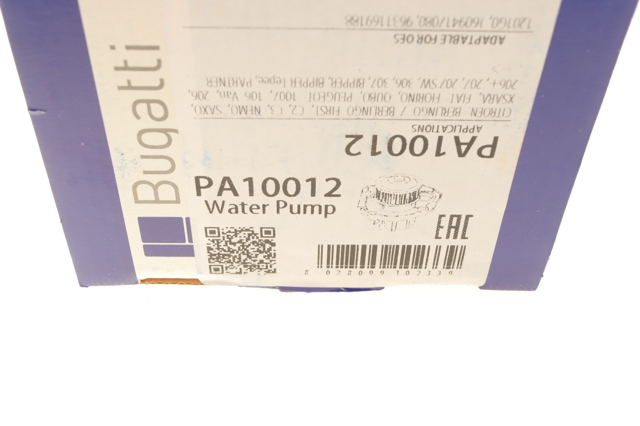 Bugatti
PA10012
Water Pump
EAC
8028099102339
PA10012
APPLICATIONS
CITROEN BERLINGO / BERLINGO FIRST, C2, C3, NEMO, SAXO,
XSARA, FIAT FIORINO, QUBO, PEUGEOT 1007, 106 Van, 206,
206+, 207, 207 SW, 306, 307, BIPPER, BIPPER Tepee, PARTNER
ADAPTABLE FOR OES
1201G0, 1609417080, 9631169188